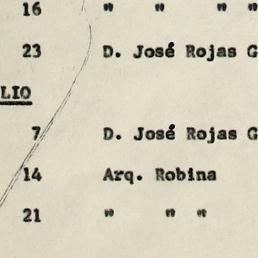 16 " " " "
23 D. José Rojas G
LIO
7 D. José Rojas G
14 Arq. Robina
21 " " "